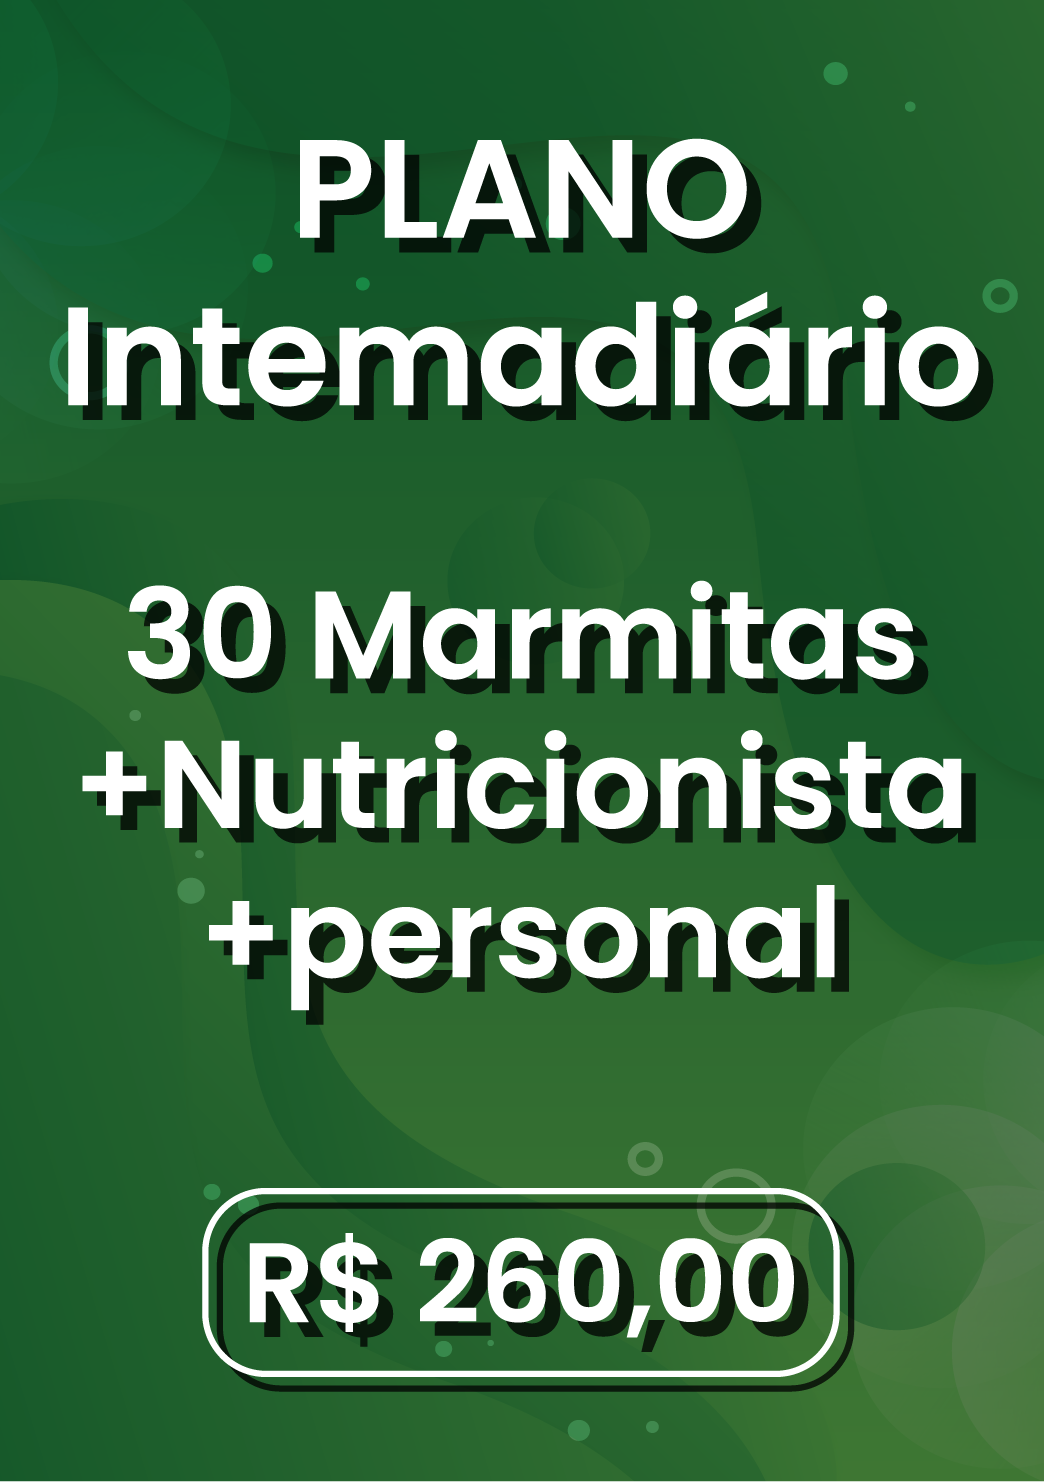 PLANO
Intemadiário
30 Marmitas
+Nutricionista
+personal
R$ 260,00